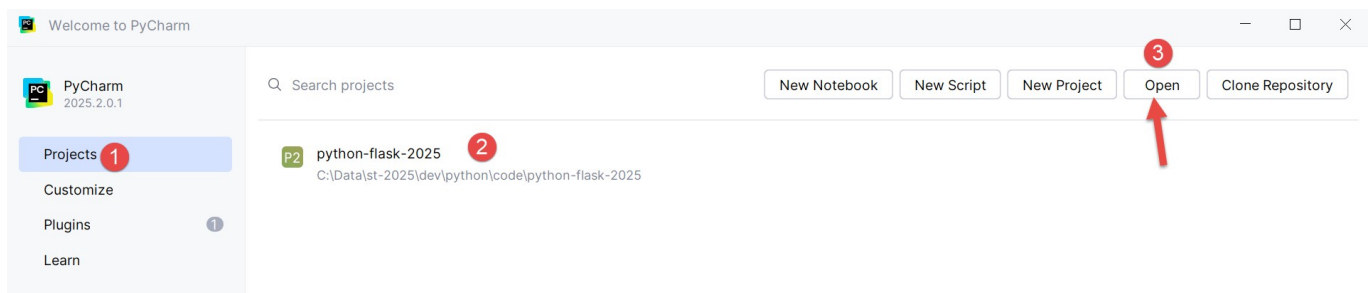 Welcome to PyCharm
3
PC PyCharm
2025.2.0.1
Search projects
New Notebook New Script New Project Open Clone Repository
Projects 1
P2 python-flask-2025 2
C:\Data\st-2025\dev\python\code\python-flask-2025
Customize
Plugins 1
Learn